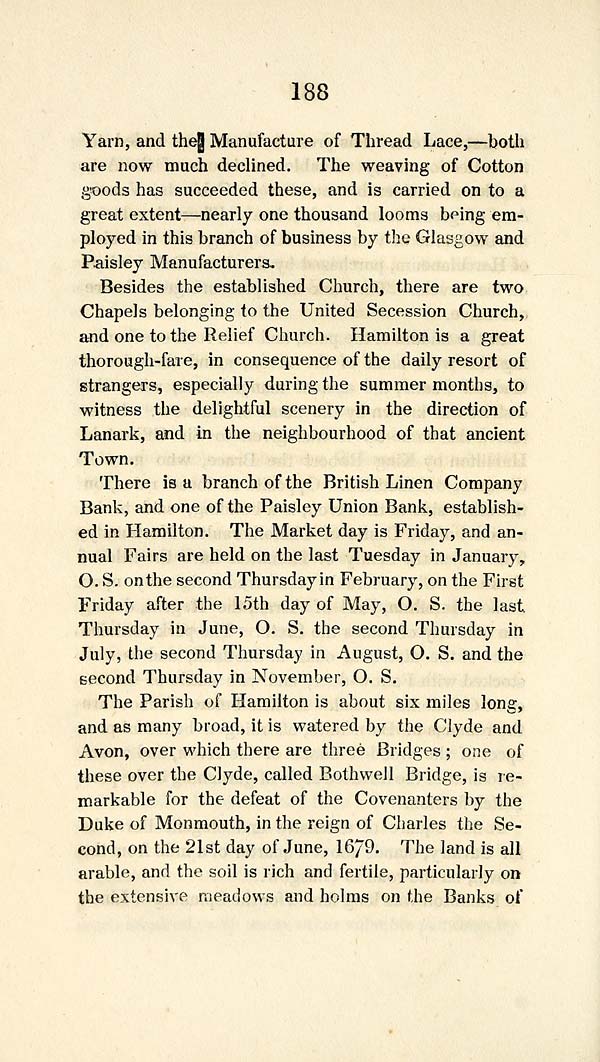 188
Yarn, and the Manufacture of Thread Lace,—both
are now much declined. The weaving of Cotton
goods has succeeded these, and is carried on to a
great extent—nearly one thousand looms being em-
ployed in this branch of business by the Glasgow and
Paisley Manufacturers.
Besides the established Church, there are two
Chapels belonging to the United Secession Church,
and one to the Relief Church. Hamilton is a great
thorough-fare, in consequence of the daily resort of
strangers, especially during the summer months, to
witness the delightful scenery in the direction of
Lanark, and in the neighbourhood of that ancient
Town.
There is a branch of the British Linen Company
Bank, and one of the Paisley Union Bank, establish-
ed in Hamilton. The Market day is Friday, and an-
nual Fairs are held on the last Tuesday in January,
O. S. on the second Thursday in February, on the First
Friday after the 15th day of May, O. S. the last
Thursday in June, O. S. the second Thursday in
July, the second Thursday in August, O. S. and the
second Thursday in November, O. S.
The Parish of Hamilton is about six miles long,
and as many broad, it is watered by the Clyde and
Avon, over which there are three Bridges; one of
these over the Clyde, called Bothwell Bridge, is re-
markable for the defeat of the Covenanters by the
Duke of Monmouth, in the reign of Charles the Se-
cond, on the 21st day of June, 1679. The land is all
arable, and the soil is rich and fertile, particularly on
the extensive meadows and holms on the Banks of